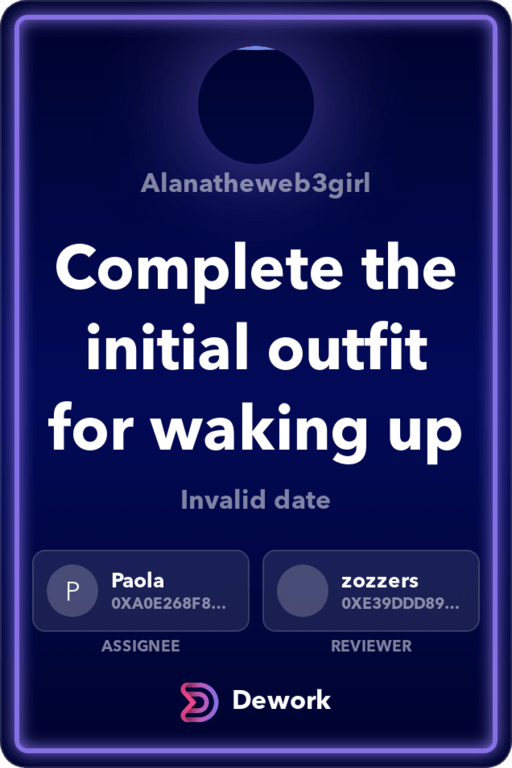 Alanatheweb3girl
Complete the
initial outfit
for waking up
Invalid date
P
Paola
0XA0E268F8...
ASSIGNEE
zozzers
0XE39DDD89...
REVIEWER
Dework